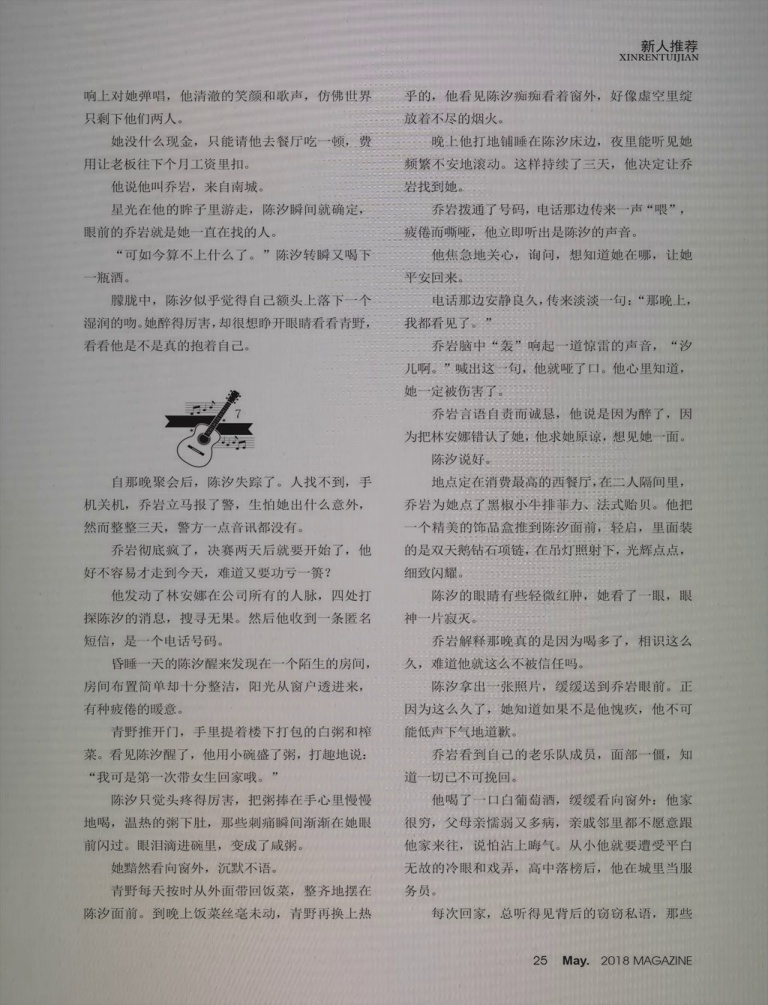 新人推荐
XINRENTUIJIAN
响上对她弹唱，他清澈的笑颜和歌声，仿佛世界
只剩下他们两人。
她没什么现金，只能请他去餐厅吃一顿，费
用让老板往下个月工资里扣。
他说他叫乔岩，来自南城。
星光在他的眸子里游走，陈汐瞬间就确定，
眼前的乔岩就是她一直在找的人。
“可如今算不上什么了。”陈汐转瞬又喝下
一瓶酒。
朦胧中，陈汐似乎觉得自己额头上落下一个
湿润的吻。她醉得厉害，却很想睁开眼睛看看青野，
看看他是不是真的抱着自己。
7
自那晚聚会后，陈汐失踪了。人找不到，手
机关机，乔岩立马报了警，生怕她出什么意外，
然而整整三天，警方一点音讯都没有。
乔岩彻底疯了，决赛两天后就要开始了，他
好不容易才走到今天，难道又要功亏一篑？
他发动了林安娜在公司所有的人脉，四处打
探陈汐的消息，搜寻无果。然后他收到一条匿名
短信，是一个电话号码。
昏睡一天的陈汐醒来发现在一个陌生的房间，
房间布置简单却十分整洁，阳光从窗户透进来，
有种疲倦的暖意。
青野推开门，手里提着楼下打包的白粥和榨
菜。看见陈汐醒了，他用小碗盛了粥，打趣地说：
“我可是第一次带女生回家哦。”
陈汐只觉头疼得厉害，把粥捧在手心里慢慢
地喝，温热的粥下肚，那些刺痛瞬间渐渐在她眼
前闪过。眼泪滴进碗里，变成了咸粥。
她黯然看向窗外，沉默不语。
青野每天按时从外面带回饭菜，整齐地摆在
陈汐面前。到晚上饭菜丝毫未动，青野再换上热
乎的，他看见陈汐痴痴看着窗外，好像虚空里绽
放着不尽的烟火。
晚上他打地铺睡在陈汐床边，夜里能听见她
频繁不安地滚动。这样持续了三天，他决定让乔
岩找到她。
乔岩拨通了号码，电话那边传来一声“喂”，
疲倦而嘶哑，他立即听出是陈汐的声音。
他焦急地关心，询问，想知道她在哪，让她
平安回来。
电话那边安静良久，传来淡淡一句：“那晚上，
我都看见了。”
乔岩脑中“轰”响起一道惊雷的声音，“汐
儿啊。”喊出这一句，他就哑了口。他心里知道，
她一定被伤害了。
乔岩言语自责而诚恳，他说是因为醉了，因
为把林安娜错认了她，他求她原谅，想见她一面。
陈汐说好。
地点定在消费最高的西餐厅，在二人隔间里，
乔岩为她点了黑椒小牛排菲力、法式贻贝。他把
一个精美的饰品盒推到陈汐面前，轻启，里面装
的是双天鹅钻石项链，在吊灯照射下，光辉点点，
细致闪耀。
陈汐的眼睛有些轻微红肿，她看了一眼，眼
神一片寂灭。
乔岩解释那晚真的是因为喝多了，相识这么
久，难道他就这么不被信任吗。
陈汐拿出一张照片，缓缓送到乔岩眼前。正
因为这么久了，她知道如果不是他愧疚，他不可
能低声下气地道歉。
乔岩看到自己的老乐队成员，面部一僵，知
道一切已不可挽回。
他喝了一口白葡萄酒，缓缓看向窗外：他家
很穷，父母亲懦弱又多病，亲戚邻里都不愿意跟
他家来往，说怕沾上晦气。从小他就要遭受平白
无故的冷眼和戏弄，高中落榜后，他在城里当服
务员。
每次回家，总听得见背后的窃窃私语，那些
25 May. 2018 MAGAZINE